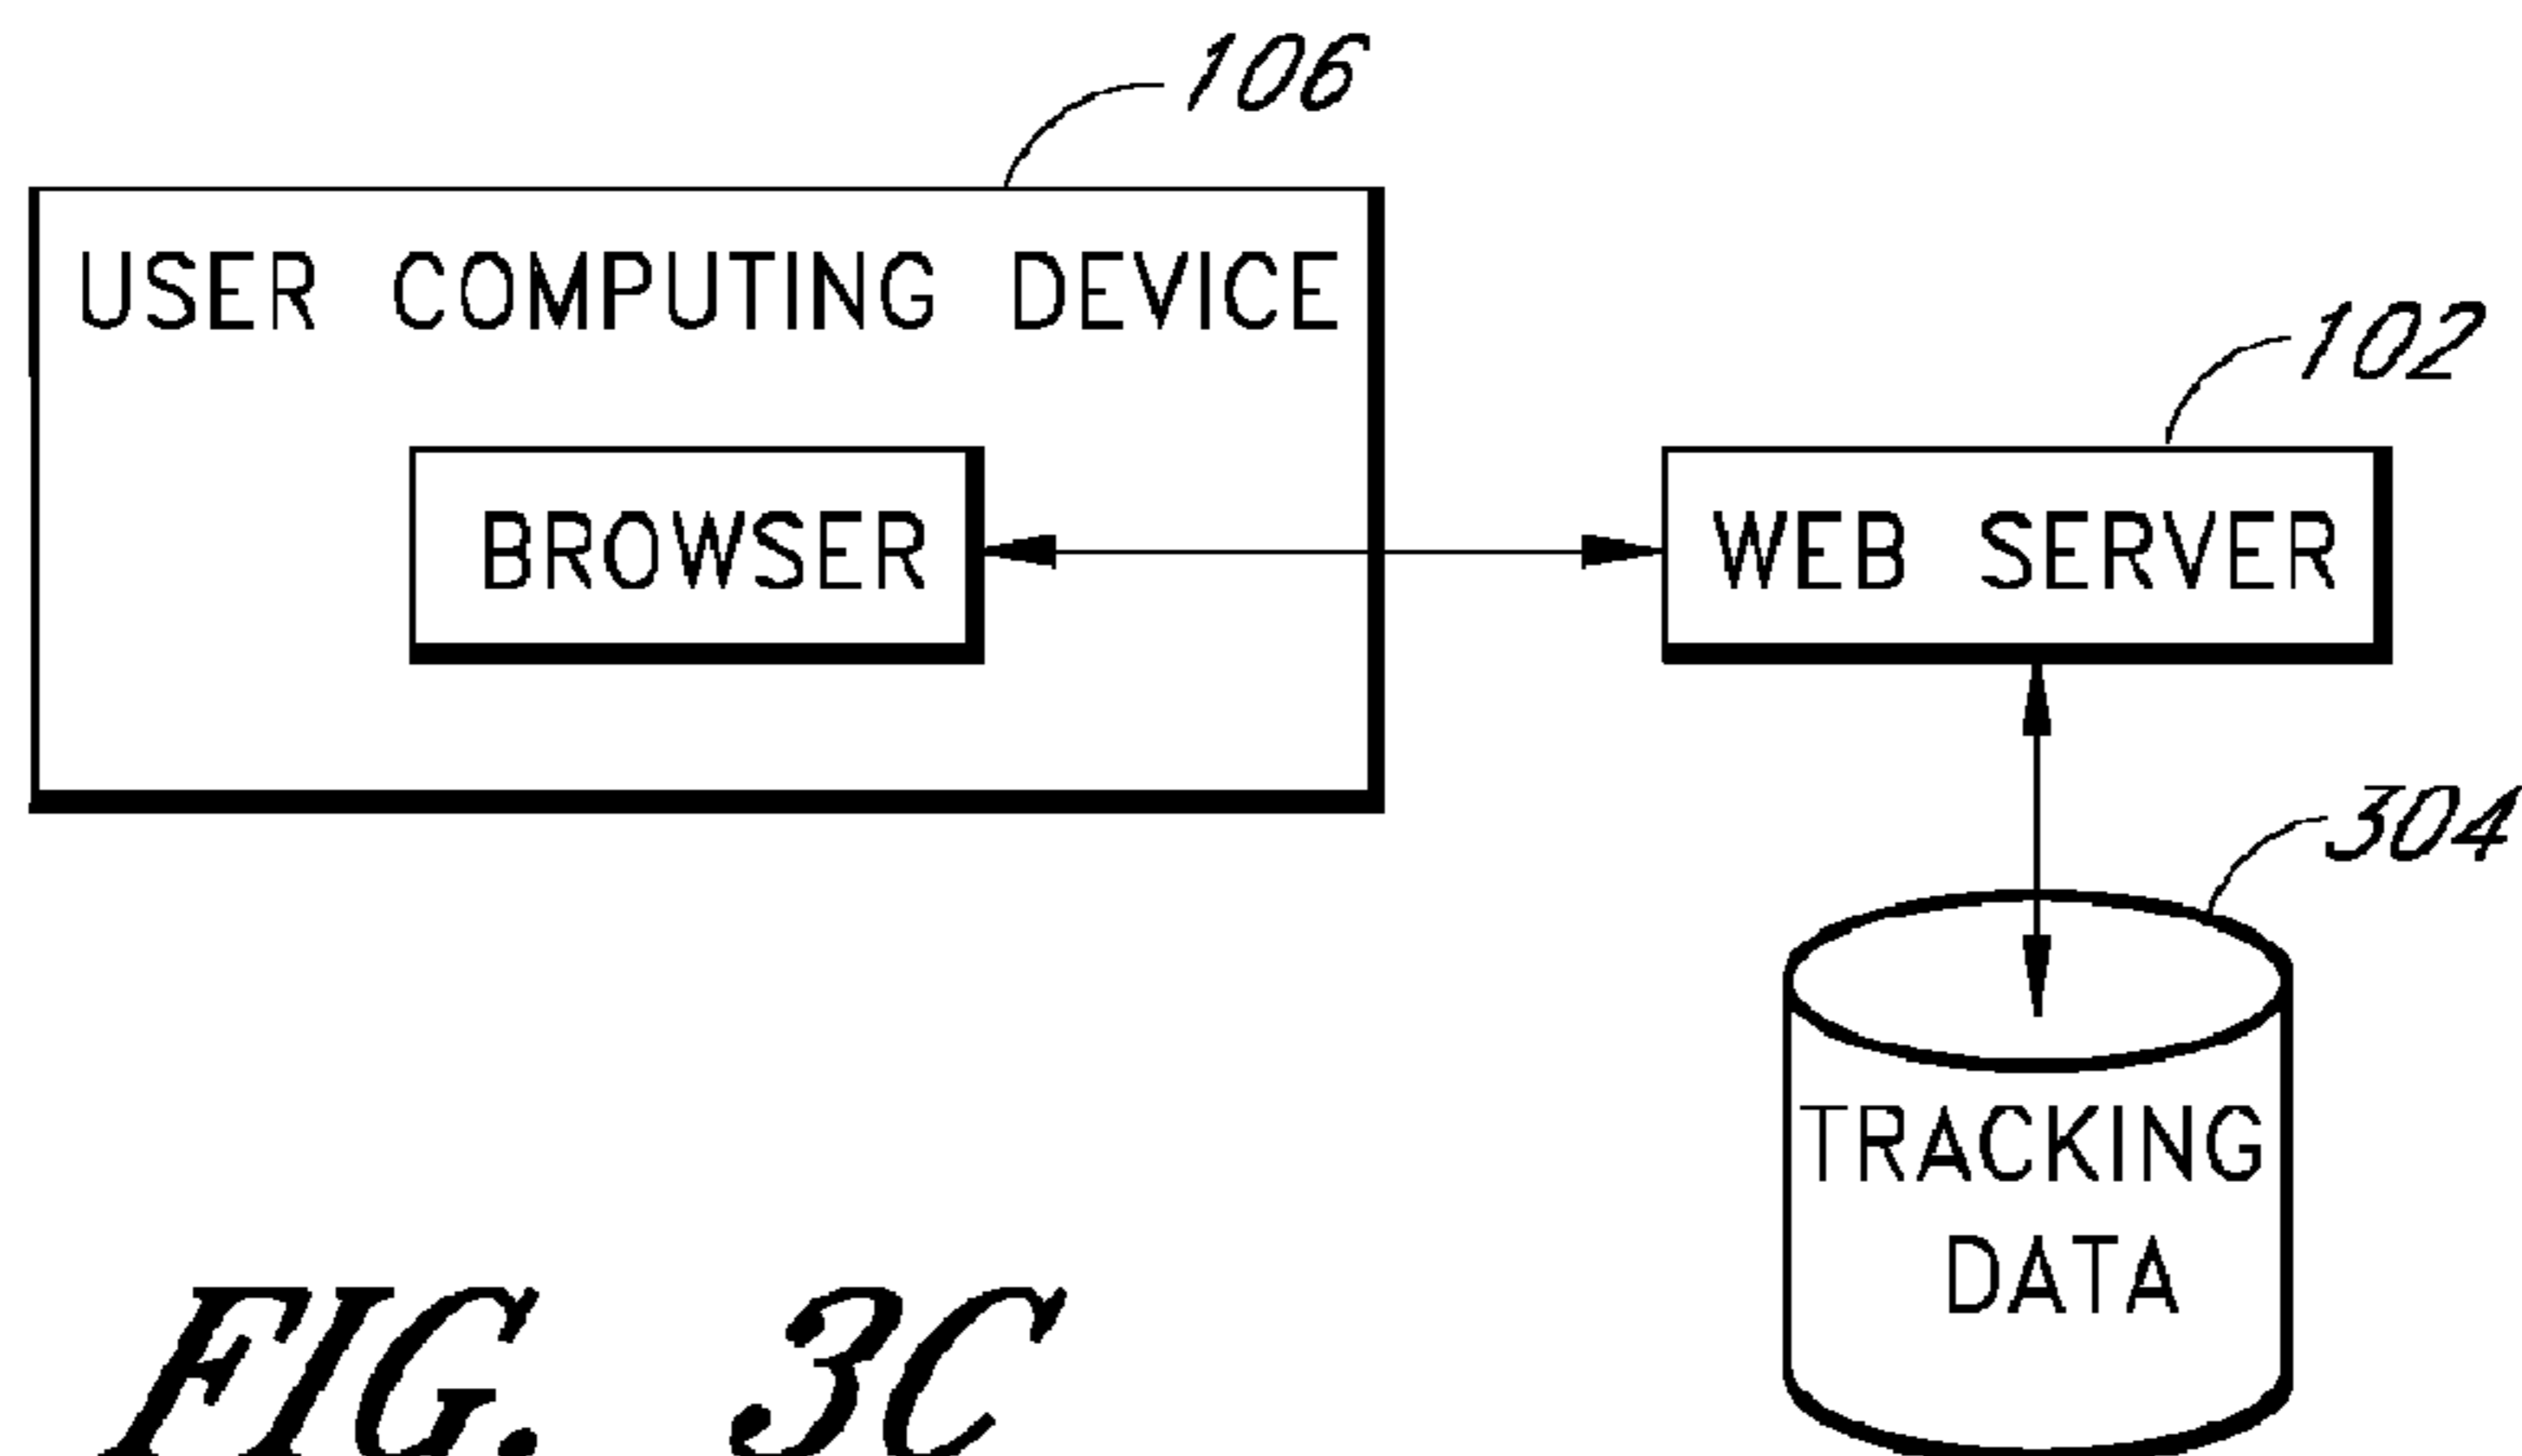 106
USER COMPUTING DEVICE
102
BROWSER
WEB SERVER
304
TRACKING
DATA
FIG. 3C